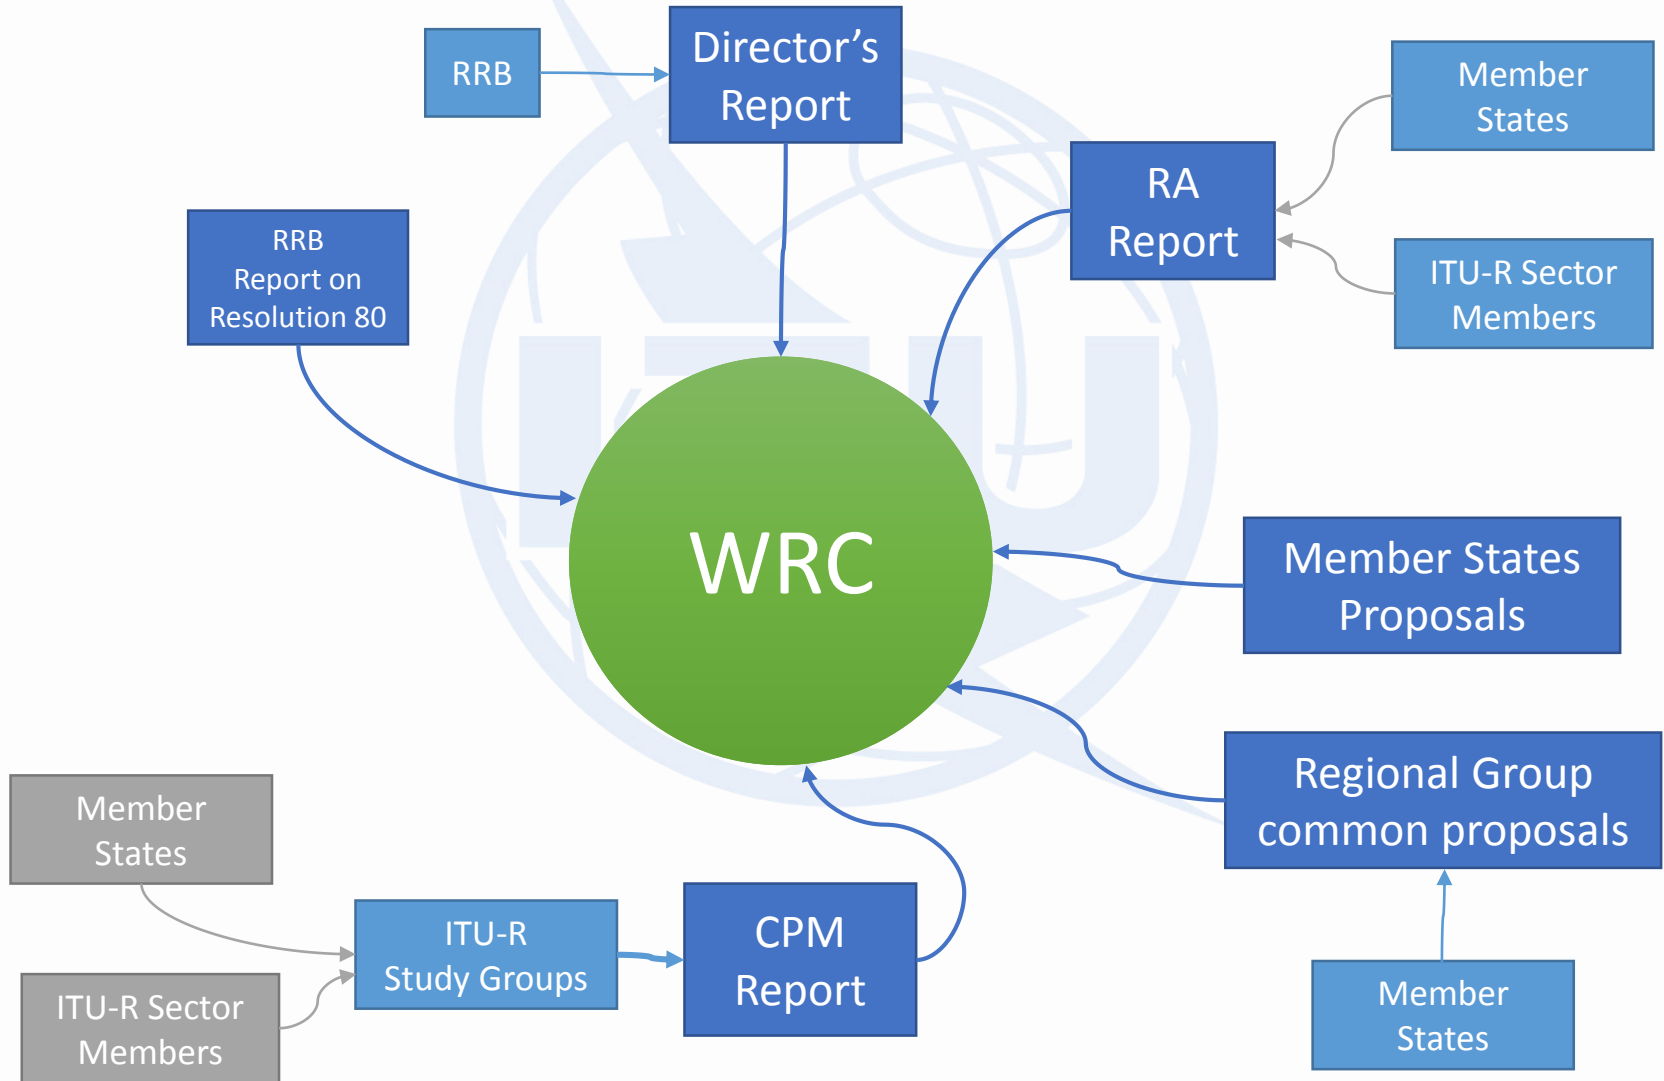 RRB
Director's
Report
Member
States
RA
Report
ITU-R Sector
Members
RRB
Report on
Resolution 80
ITU
WRC
Member States
Proposals
Regional Group
common proposals
Member
States
Member
States
ITU-R Sector
Members
ITU-R
Study Groups
CPM
Report